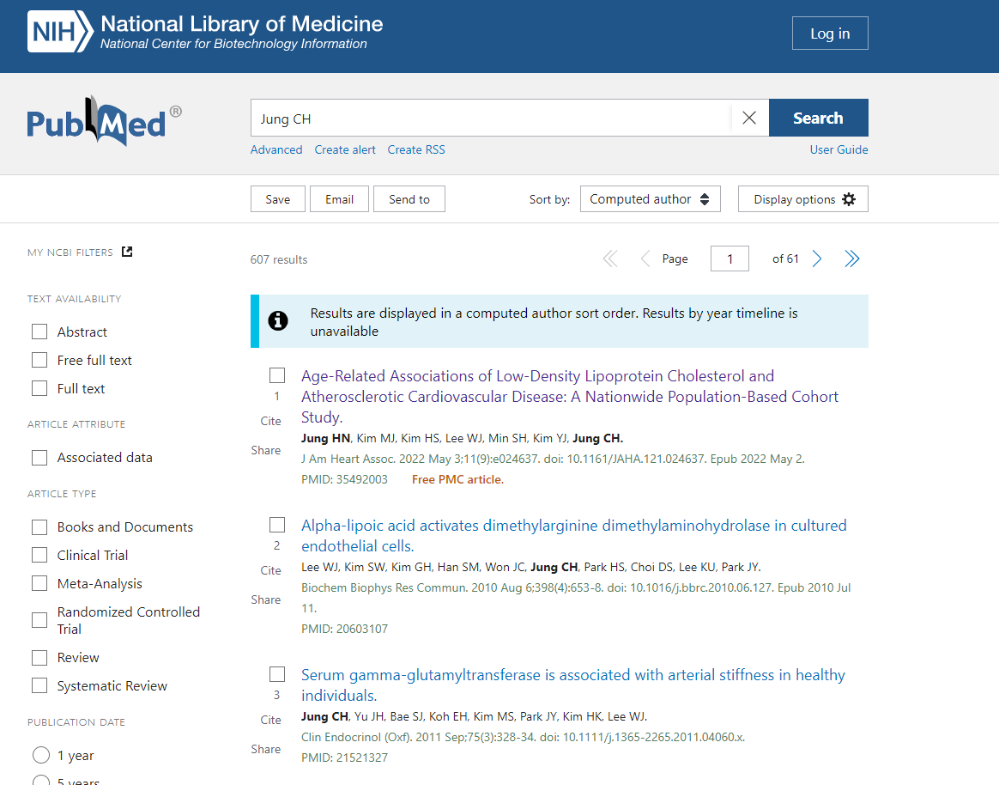 NIH National Library of Medicine
National Center for Biotechnology Information
Log in
PubMed®
Jung CH
Search
Advanced Create alert Create RSS
User Guide
Save Email Send to
Sort by: Computed author
Display options
MY NCBI FILTERS
TEXT AVAILABILITY
Abstract
Free full text
Full text
ARTICLE ATTRIBUTE
Associated data
ARTICLE TYPE
Books and Documents
Clinical Trial
Meta-Analysis
Randomized Controlled
Trial
Review
Systematic Review
PUBLICATION DATE
1 year
5 years
607 results
Page 1 of 61
Results are displayed in a computed author sort order. Results by year timeline is
unavailable
1
Cite
Share
Age-Related Associations of Low-Density Lipoprotein Cholesterol and
Atherosclerotic Cardiovascular Disease: A Nationwide Population-Based Cohort
Study.
Jung HN, Kim MJ, Kim HS, Lee WJ, Min SH, Kim YJ, Jung CH.
J Am Heart Assoc. 2022 May 3;11(9):e024637. doi: 10.1161/JAHA.121.024637. Epub 2022 May 2.
PMID: 35492003 Free PMC article.
2
Cite
Share
Alpha-lipoic acid activates dimethylarginine dimethylaminohydrolase in cultured
endothelial cells.
Lee WJ, Kim SW, Kim GH, Han SM, Won JC, Jung CH, Park HS, Choi DS, Lee KU, Park JY.
Biochem Biophys Res Commun. 2010 Aug 6;398(4):653-8. doi: 10.1016/j.bbrc.2010.06.127. Epub 2010 Jul
11.
PMID: 20603107
3
Cite
Share
Serum gamma-glutamyltransferase is associated with arterial stiffness in healthy
individuals.
Jung CH, Yu JH, Bae SJ, Koh EH, Kim MS, Park JY, Kim HK, Lee WJ.
Clin Endocrinol (Oxf). 2011 Sep;75(3):328-34. doi: 10.1111/j.1365-2265.2011.04060.x.
PMID: 21521327